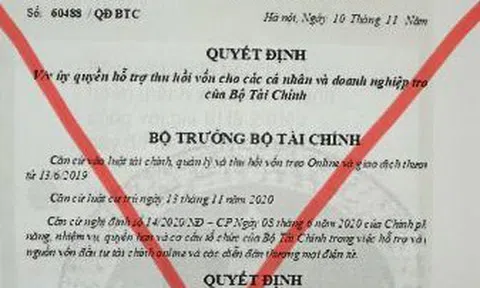 Số: 60488 / QĐ BTC
Hà nội, Ngày 10 Tháng 11 Năm
QUYẾT ĐỊNH
V/v ủy quyền hỗ trợ thu hồi vốn cho các cá nhân và doanh nghiệp tro
của Bộ Tài Chính
BỘ TRƯỞNG BỘ TÀI CHÍNH
Căn cứ vào luật tài chính, quản lý và thu hồi vốn treo Online và giao dịch thươn
từ 13/6/2019
Căn cứ luật cư trú ngày 13 tháng 11 năm 2020
Căn cứ nghị định số 14/2020/NĐ – CP Ngày 08 tháng 6 năm 2020 của Chính ph
năng, nhiệm vụ, quyền hạn và cơ cấu tổ chức của Bộ Tài Chính trong việc hỗ trợ và
nguồn vốn đầu tư tài chính online và các diễn đàn thương mại điện tử.
QUYẾT ĐỊNH